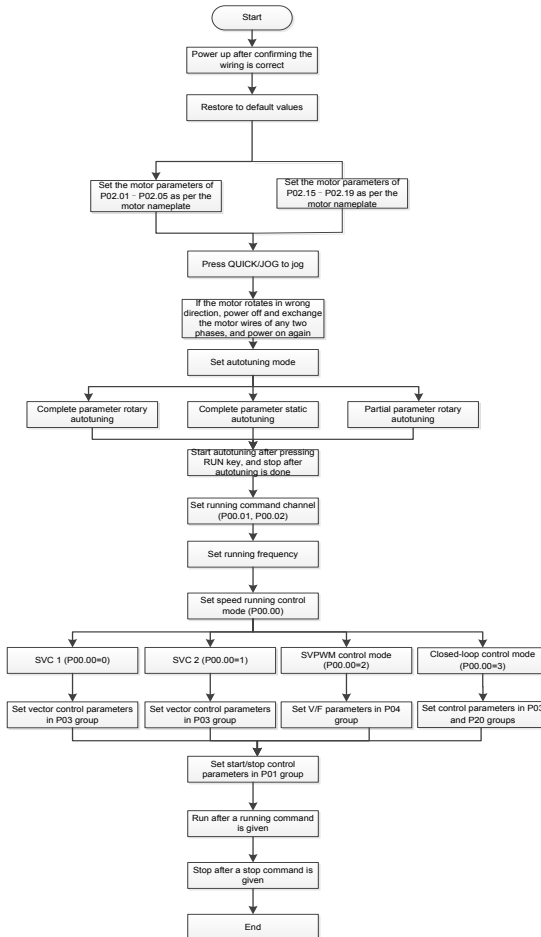 Start
Power up after confirming the
wiring is correct
Restore to default values
Set the motor parameters of
P02.01–P02.05 as per the
motor nameplate
Set the motor parameters of
P02.15–P02.19 as per the
motor nameplate
Press QUICK/JOG to jog
If the motor rotates in wrong
direction, power off and exchange
the motor wires of any two
phases, and power on again
Set autotuning mode
Complete parameter rotary
autotuning
Complete parameter static
autotuning
Partial parameter rotary
autotuning
Start autotuning after pressing
RUN key, and stop after
autotuning is done
Set running command channel
(P00.01, P00.02)
Set running frequency
Set speed running control
mode (P00.00)
SVC 1 (P00.00=0)
SVC 2 (P00.00=1)
SVPWM control mode
(P00.00=2)
Closed-loop control mode
(P00.00=3)
Set vector control parameters
in P03 group
Set vector control parameters
in P03 group
Set V/F parameters in P04
group
Set control parameters in P03
and P20 groups
Set start/stop control
parameters in P01 group
Run after a running command
is given
Stop after a stop command is
given
End